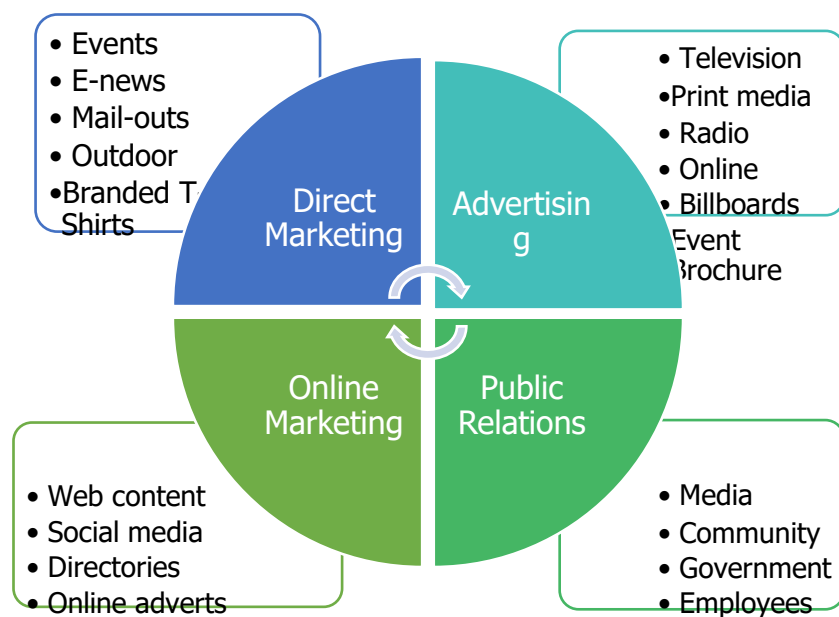 • Events
• E-news
• Mail-outs
• Outdoor
•Branded T
Shirts
Direct
Marketing
Advertisin
g
• Television
•Print media
• Radio
• Online
• Billboards
Event
Brochure
Online
Marketing
Public
Relations
• Web content
• Social media
• Directories
• Online adverts
• Media
• Community
• Government
• Employees